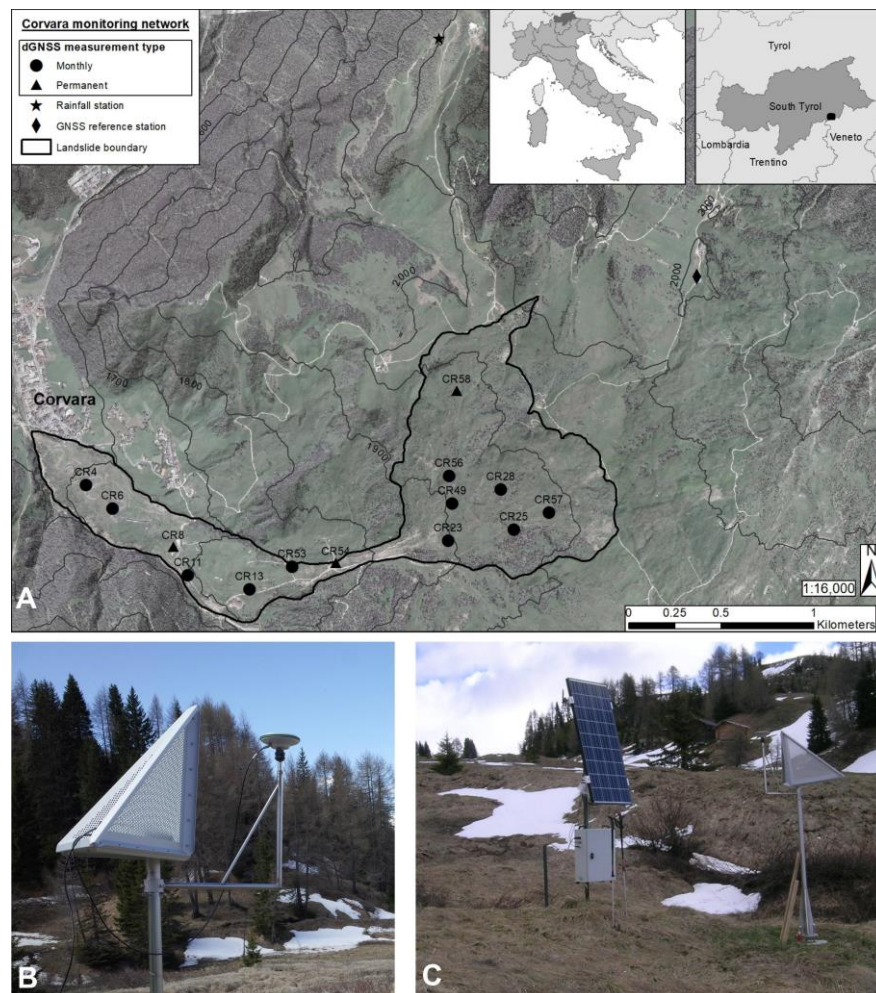 Corvara monitoring network
dGNSS measurement type
Monthly
Permanent
Rainfall station
GNSS reference station
Landslide boundary
Tyrol
South Tyrol
Lombardia
Veneto
Trentino
2000
2000
2000
1700
1800
1900
Corvara
CR58
CR56
CR28
CR4
CR49
CR57
CR6
CR23
CR25
CR8
CR53
CR54
CR11
CR13
A
N
1:16,000
0 0.25 0.5 1
Kilometers
B
C